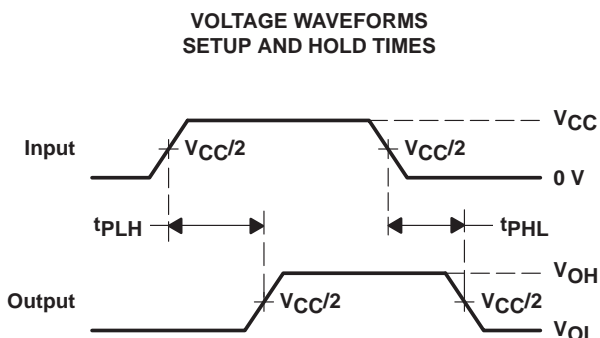 VOLTAGE WAVEFORMS
SETUP AND HOLD TIMES
VCC
Input
VCC/2
VCC/2
0 V
tPLH
tPHL
VOH
Output
VCC/2
VCC/2
VOL